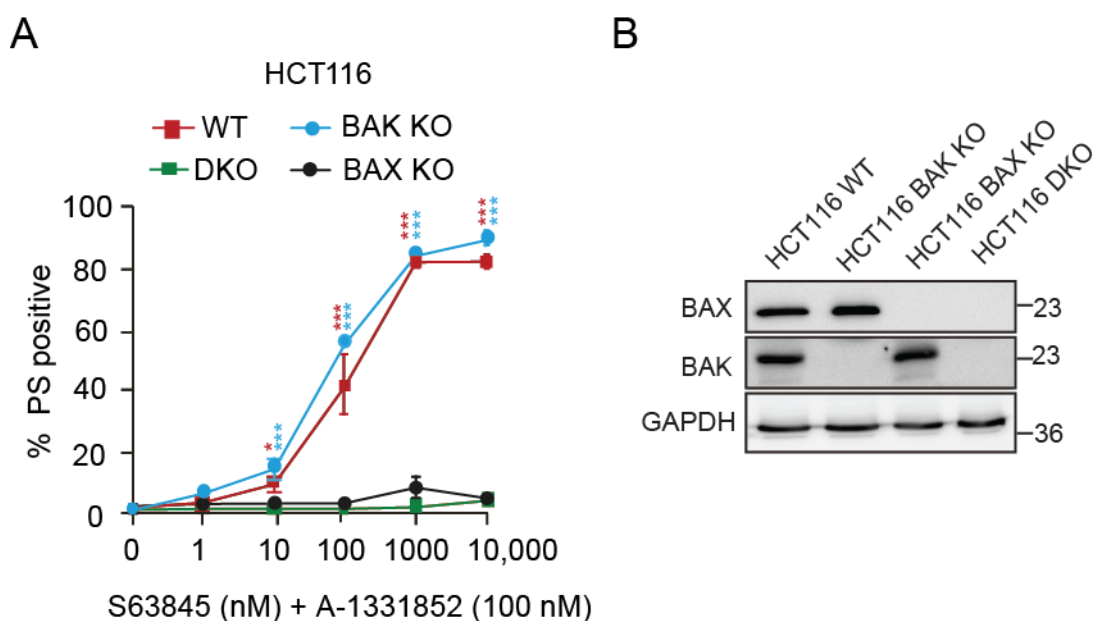 A
HCT116
WT
BAK KO
DKO
BAX KO
% PS positive
100
80
60
40
20
0
***
***
***
***
***
***
*
***
0 1 10 100 1000 10,000
S63845 (nM) + A-1331852 (100 nM)
B
HCT116 WT
HCT116 BAK KO
HCT116 BAX KO
HCT116 DKO
BAX 23
BAK 23
GAPDH 36